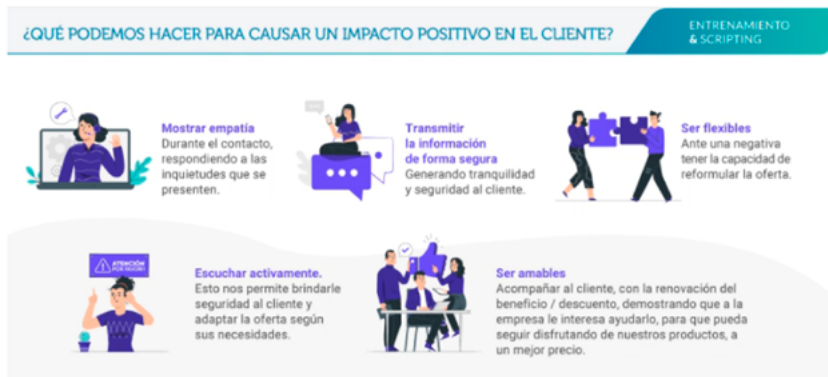 ¿QUÉ PODEMOS HACER PARA CAUSAR UN IMPACTO POSITIVO EN EL CLIENTE?
ENTRENAMIENTO
& SCRIPTING
Mostrar empatía
Durante el contacto,
respondiendo a las
inquietudes que se
presenten.
Transmitir
la información
de forma segura
Generando tranquilidad
y seguridad al cliente.
Ser flexibles
Ante una negativa
tener la capacidad de
reformular la oferta.
ATENCIÓN
Escuchar activamente.
Esto nos permite brindarle
seguridad al cliente y
adaptar la oferta según
sus necesidades.
Ser amables
Acompañar al cliente, con la renovación del
beneficio / descuento, demostrando que a la
empresa le interesa ayudarlo, para que pueda
seguir disfrutando de nuestros productos, a
un mejor precio.